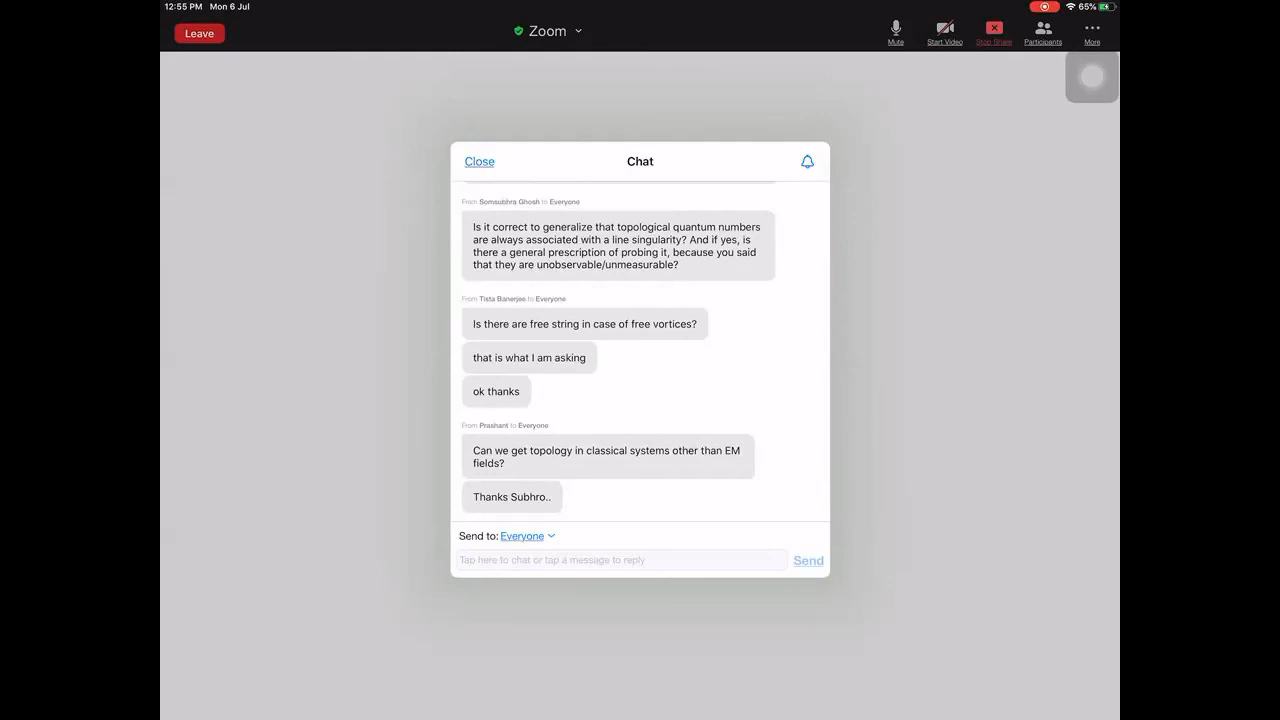 12:55 PM Mon 6 Jul
65%
Leave
Zoom
Mute
Start Video
Stop Share
Participants
More
Close
Chat
From Somsubhra Ghosh to Everyone
Is it correct to generalize that topological quantum numbers
are always associated with a line singularity? And if yes, is
there a general prescription of probing it, because you said
that they are unobservable/unmeasurable?
From Tista Banerjee to Everyone
Is there are free string in case of free vortices?
that is what I am asking
ok thanks
From Prashant to Everyone
Can we get topology in classical systems other than EM
fields?
Thanks Subhro..
Send to: Everyone
Tap here to chat or tap a message to reply
Send